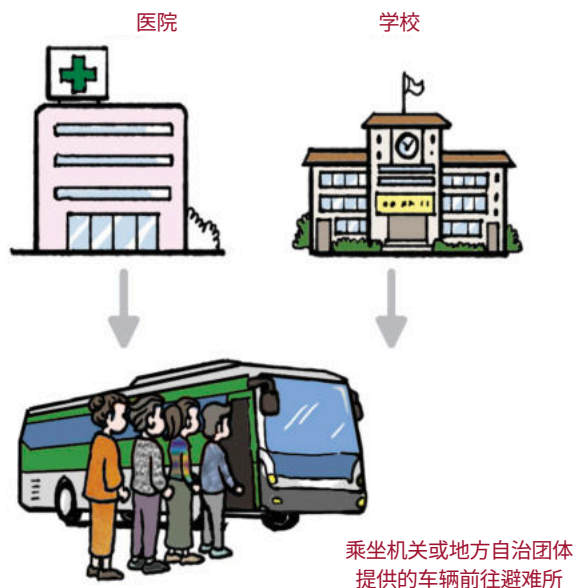 医院
学校
乘坐机关或地方自治团体
提供的车辆前往避难所